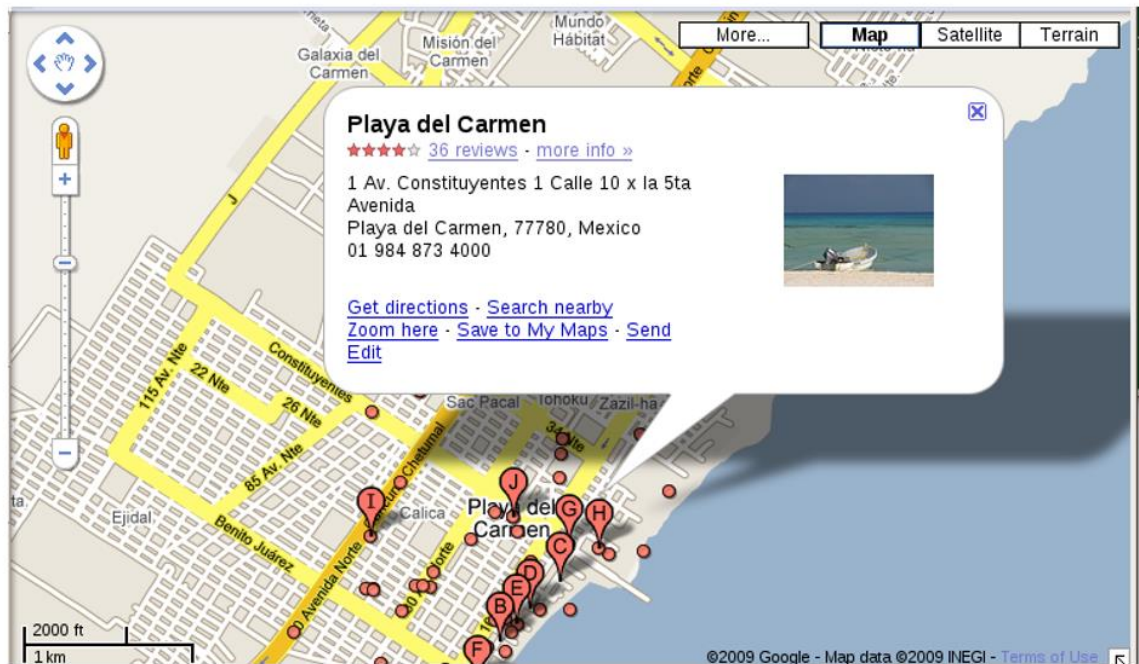 Mundo
Hábitat
More...
Map
Satellite
Terrain
Misión del
Carmen
Galaxia del
Carmen
Norte
Playa del Carmen
36 reviews - more info »
1 Av. Constituyentes 1 Calle 10 x la 5ta
Avenida
Playa del Carmen, 77780, Mexico
01 984 873 4000
Get directions - Search nearby
Zoom here - Save to My Maps - Send
Edit
J
Constituyentes
115 Av. Nte
22 Nte
26 Nte
85 Av. Nte
Sac Pacal
Tohoku
Zazil-ha
34 Nte
Cancun Chetumal
J
I
Playa del
Carmen
G
H
Calica
Ejidal
Benito Juárez
C
D
E
B
F
2000 ft
1 km
©2009 Google - Map data ©2009 INEGI - Terms of Use